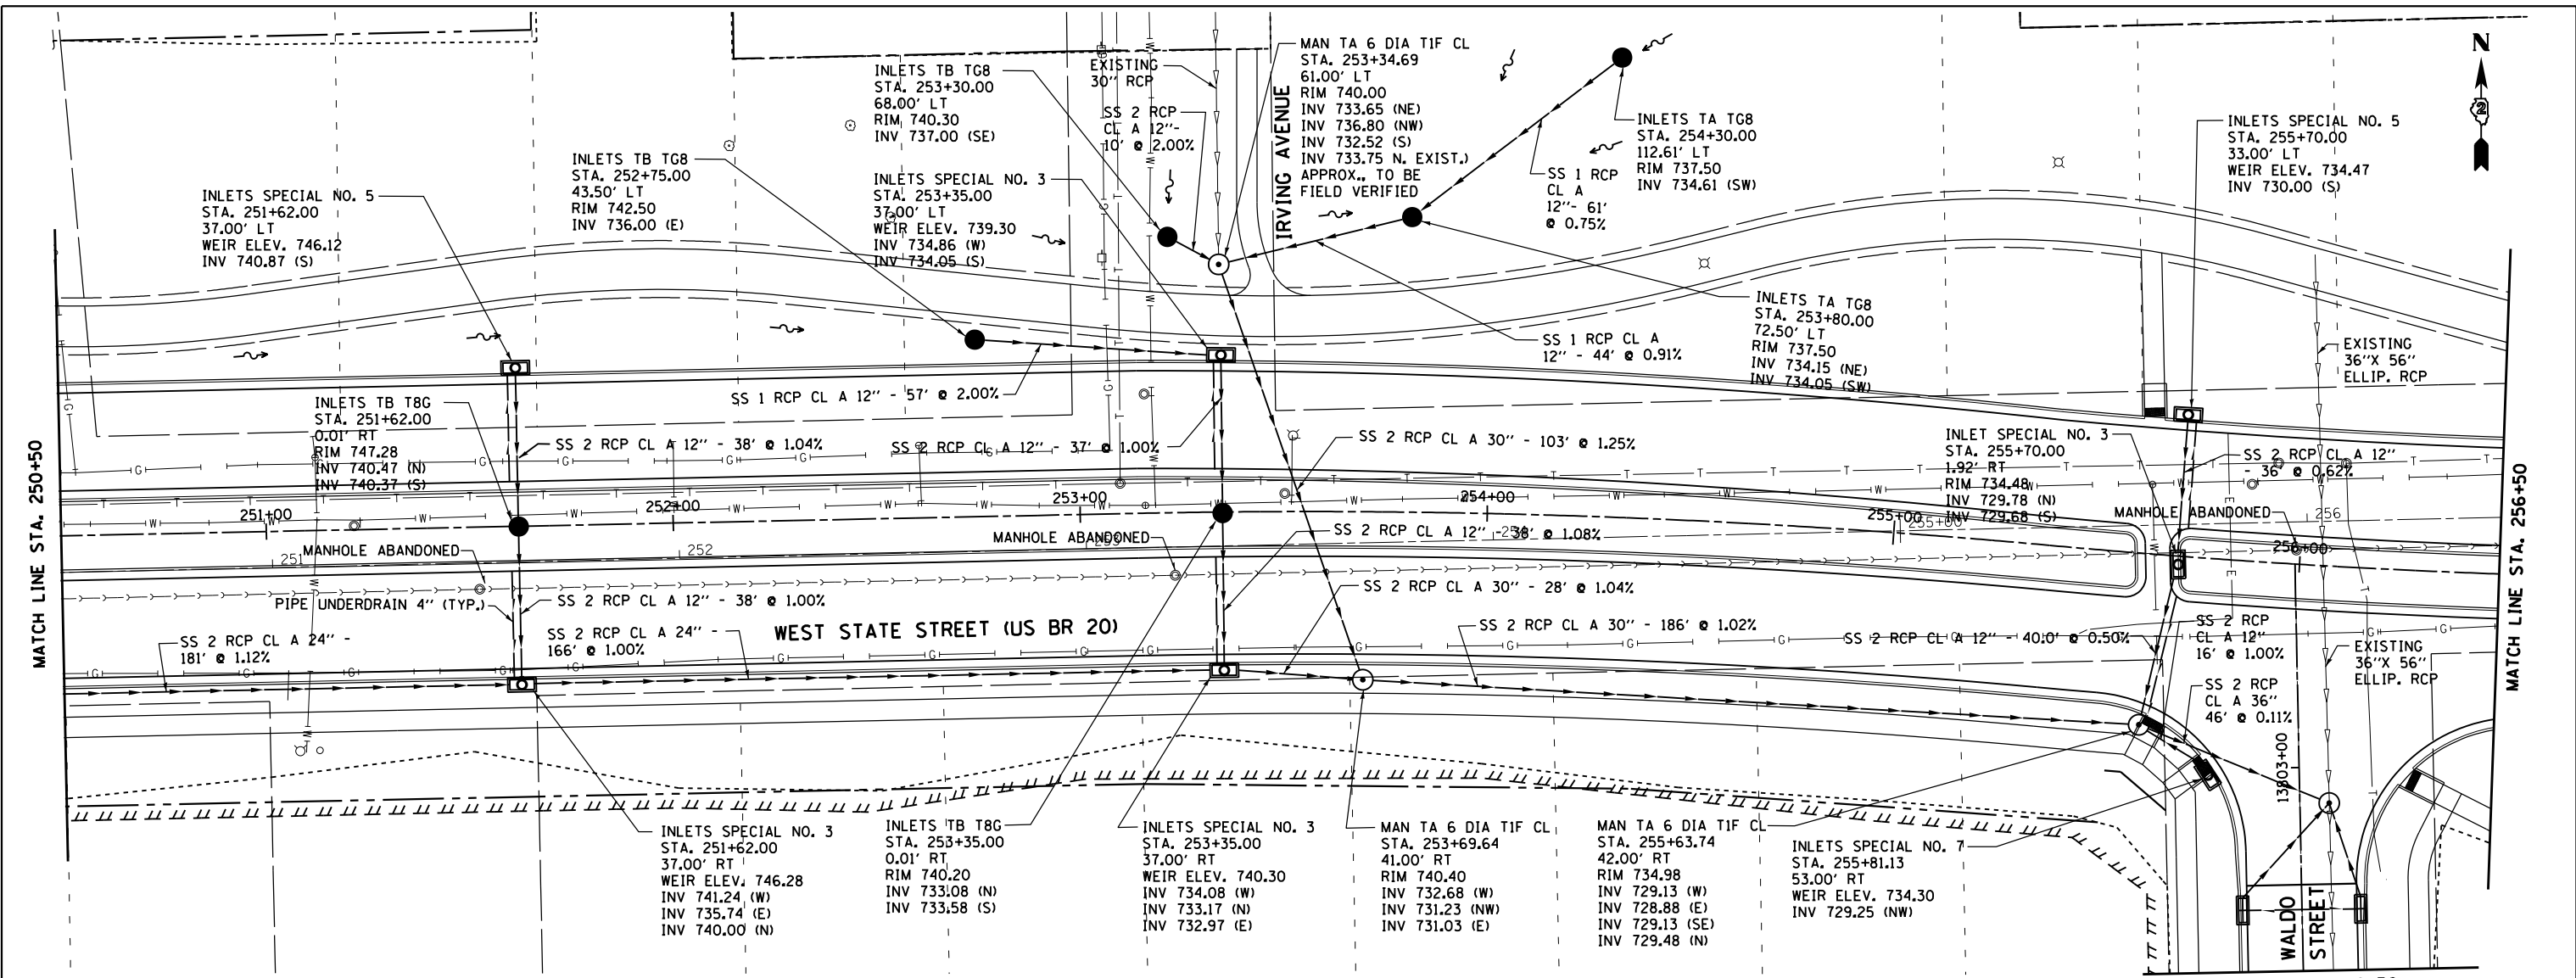 N
2
INLETS SPECIAL NO. 5
STA. 251+62.00
37.00' LT
WEIR ELEV. 746.12
INV 740.87 (S)
INLETS TB TG8
STA. 252+75.00
43.50' LT
RIM 742.50
INV 736.00 (E)
INLETS TB TG8
STA. 253+30.00
68.00' LT
RIM 740.30
INV 737.00 (SE)
INLETS SPECIAL NO. 3
STA. 253+35.00
37.00' LT
WEIR ELEV. 739.30
INV 734.86 (W)
INV 734.05 (S)
EXISTING
30'' RCP
SS 2 RCP
CL A 12''-
10' @ 2.00%
MAN TA 6 DIA T1F CL
STA. 253+34.69
61.00' LT
RIM 740.00
INV 733.65 (NE)
INV 736.80 (NW)
INV 732.52 (S)
INV 733.75 N. EXIST.)
APPROX., TO BE
FIELD VERIFIED
IRVING AVENUE
SS 1 RCP
CL A
12''- 61'
@ 0.75%
INLETS TA TG8
STA. 254+30.00
112.61' LT
RIM 737.50
INV 734.61 (SW)
INLETS SPECIAL NO. 5
STA. 255+70.00
33.00' LT
WEIR ELEV. 734.47
INV 730.00 (S)
INLETS TA TG8
STA. 253+80.00
72.50' LT
RIM 737.50
INV 734.15 (NE)
INV 734.05 (SW)
SS 1 RCP CL A
12'' - 44' @ 0.91%
EXISTING
36''X 56''
ELLIP. RCP
MATCH LINE STA. 250+50
MATCH LINE STA. 256+50
SS 1 RCP CL A 12'' - 57' @ 2.00%
INLETS TB T8G
STA. 251+62.00
0.01' RT
RIM 747.28
INV 740.47 (N)
INV 740.37 (S)
SS 2 RCP CL A 12'' - 38' @ 1.04%
SS 2 RCP CL A 12'' - 37' @ 1.00%
SS 2 RCP CL A 30'' - 103' @ 1.25%
INLET SPECIAL NO. 3
STA. 255+70.00
1.92' RT
RIM 734.48
INV 729.78 (N)
INV 729.68 (S)
SS 2 RCP CL A 12''
- 36' @ 0.62%
251+00
252+00
253+00
254+00
255+00
255+00
256+00
256
251
252
253
MANHOLE ABANDONED
MANHOLE ABANDONED
MANHOLE ABANDONED
SS 2 RCP CL A 12'' - 38' @ 1.08%
SS 2 RCP CL A 30'' - 28' @ 1.04%
PIPE UNDERDRAIN 4'' (TYP.)
SS 2 RCP CL A 12'' - 38' @ 1.00%
SS 2 RCP CL A 24'' -
181' @ 1.12%
SS 2 RCP CL A 24'' -
166' @ 1.00%
WEST STATE STREET (US BR 20)
SS 2 RCP CL A 30'' - 186' @ 1.02%
SS 2 RCP CL A 12'' - 40.0' @ 0.50%
SS 2 RCP
CL A 12''
16' @ 1.00%
EXISTING
36''X 56''
ELLIP. RCP
SS 2 RCP
CL A 36''
46' @ 0.11%
13803+00
INLETS SPECIAL NO. 3
STA. 251+62.00
37.00' RT
WEIR ELEV. 746.28
INV 741.24 (W)
INV 735.74 (E)
INV 740.00 (N)
INLETS TB T8G
STA. 253+35.00
0.01' RT
RIM 740.20
INV 733.08 (N)
INV 733.58 (S)
INLETS SPECIAL NO. 3
STA. 253+35.00
37.00' RT
WEIR ELEV. 740.30
INV 734.08 (W)
INV 733.17 (N)
INV 732.97 (E)
MAN TA 6 DIA T1F CL
STA. 253+69.64
41.00' RT
RIM 740.40
INV 732.68 (W)
INV 731.23 (NW)
INV 731.03 (E)
MAN TA 6 DIA T1F CL
STA. 255+63.74
42.00' RT
RIM 734.98
INV 729.13 (W)
INV 728.88 (E)
INV 729.13 (SE)
INV 729.48 (N)
INLETS SPECIAL NO. 7
STA. 255+81.13
53.00' RT
WEIR ELEV. 734.30
INV 729.25 (NW)
WALDO
STREET